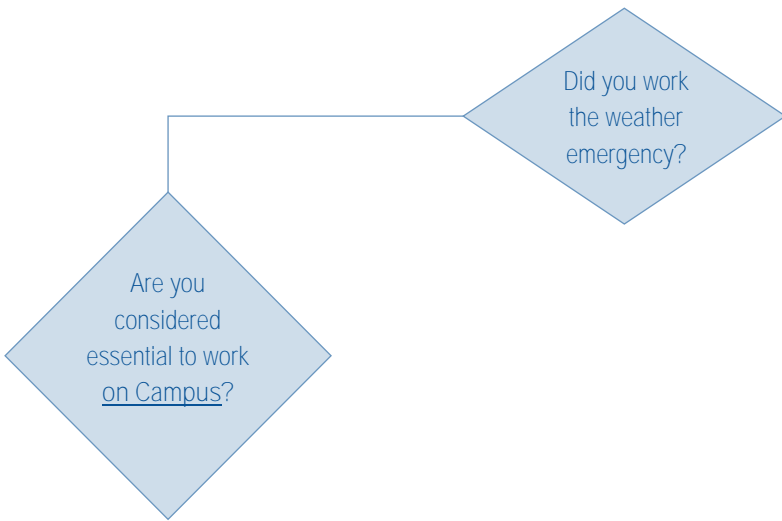 Did you work
the weather
emergency?
Are you
considered
essential to work
on Campus?